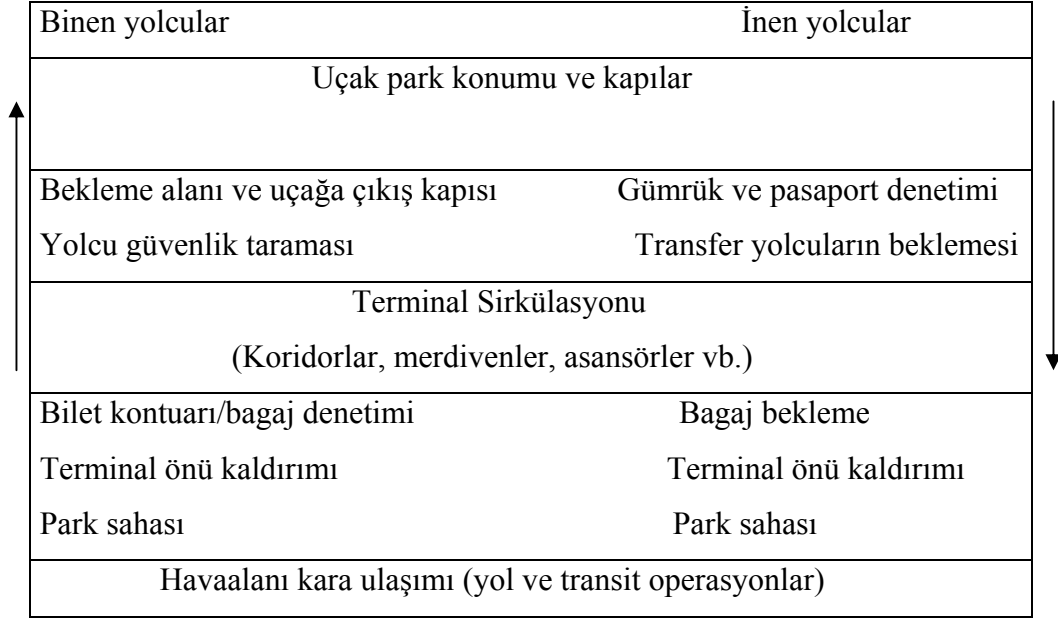 Binen yolcular İnen yolcular
Uçak park konumu ve kapılar
Bekleme alanı ve uçağa çıkış kapısı Gümrük ve pasaport denetimi
Yolcu güvenlik taraması Transfer yolcuların beklemesi
Terminal Sirkülasyonu
(Koridorlar, merdivenler, asansörler vb.)
Bilet kontuarı/bagaj denetimi Bagaj bekleme
Terminal önü kaldırımı Terminal önü kaldırımı
Park sahası Park sahası
Havaalanı kara ulaşımı (yol ve transit operasyonlar)